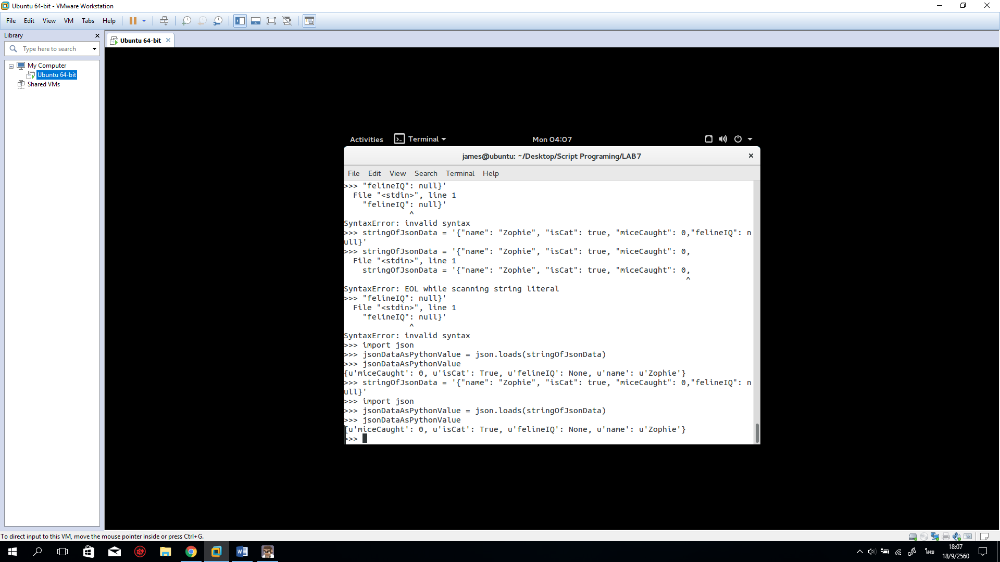 Ubuntu 64-bit - VMware Workstation
File Edit View VM Tabs Help
Library
Type here to search
My Computer
Ubuntu 64-bit
Shared VMs
Ubuntu 64-bit
Activities Terminal Mon 04:07
james@ubuntu: ~/Desktop/Script Programing/LAB7
File Edit View Search Terminal Help
>>> "felineIQ": null}'
  File "<stdin>", line 1
    "felineIQ": null}'
              ^
SyntaxError: invalid syntax
>>> stringOfJsonData = '{"name": "Zophie", "isCat": true, "miceCaught": 0,"felineIQ": n
ull}'
>>> stringOfJsonData = '{"name": "Zophie", "isCat": true, "miceCaught": 0,
  File "<stdin>", line 1
    stringOfJsonData = '{"name": "Zophie", "isCat": true, "miceCaught": 0,
                                                                         ^
SyntaxError: EOL while scanning string literal
>>> "felineIQ": null}'
  File "<stdin>", line 1
    "felineIQ": null}'
              ^
SyntaxError: invalid syntax
>>> import json
>>> jsonDataAsPythonValue = json.loads(stringOfJsonData)
>>> jsonDataAsPythonValue
{u'miceCaught': 0, u'isCat': True, u'felineIQ': None, u'name': u'Zophie'}
>>> stringOfJsonData = '{"name": "Zophie", "isCat": true, "miceCaught": 0,"felineIQ": n
ull}'
>>> import json
>>> jsonDataAsPythonValue = json.loads(stringOfJsonData)
>>> jsonDataAsPythonValue
{u'miceCaught': 0, u'isCat': True, u'felineIQ': None, u'name': u'Zophie'}
>>>
To direct input to this VM, move the mouse pointer inside or press Ctrl+G.
ไทย
18:07
18/9/2560